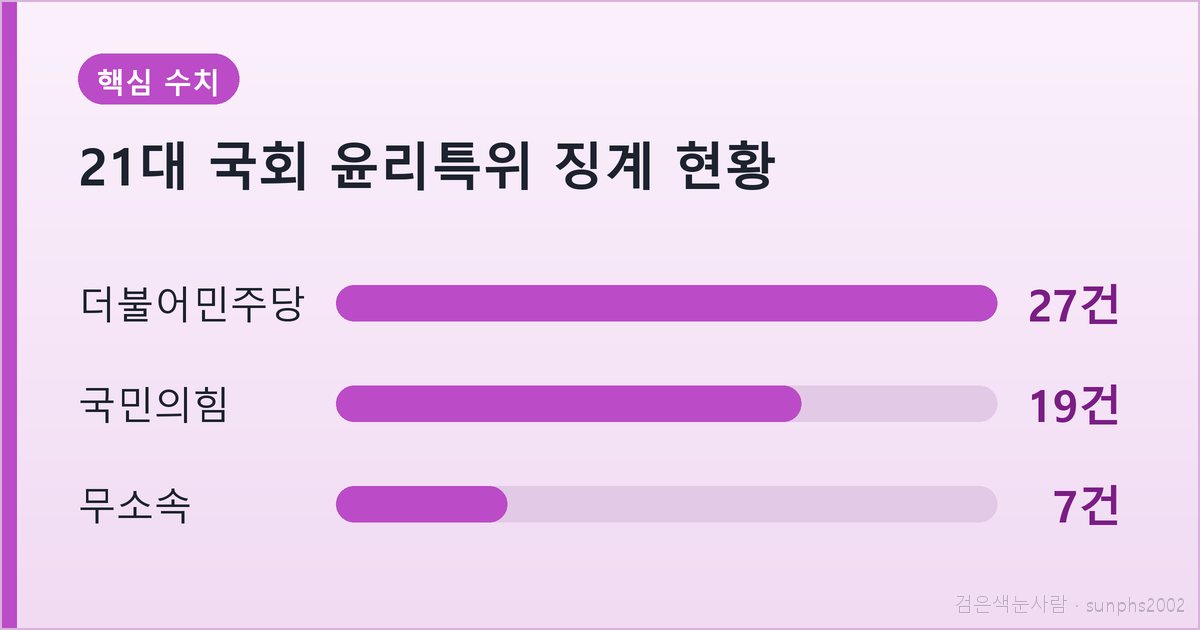 핵심 수치
21대 국회 윤리특위 징계 현황
더불어민주당 27건
국민의힘 19건
무소속 7건
검은색눈사람 · sunphs2002